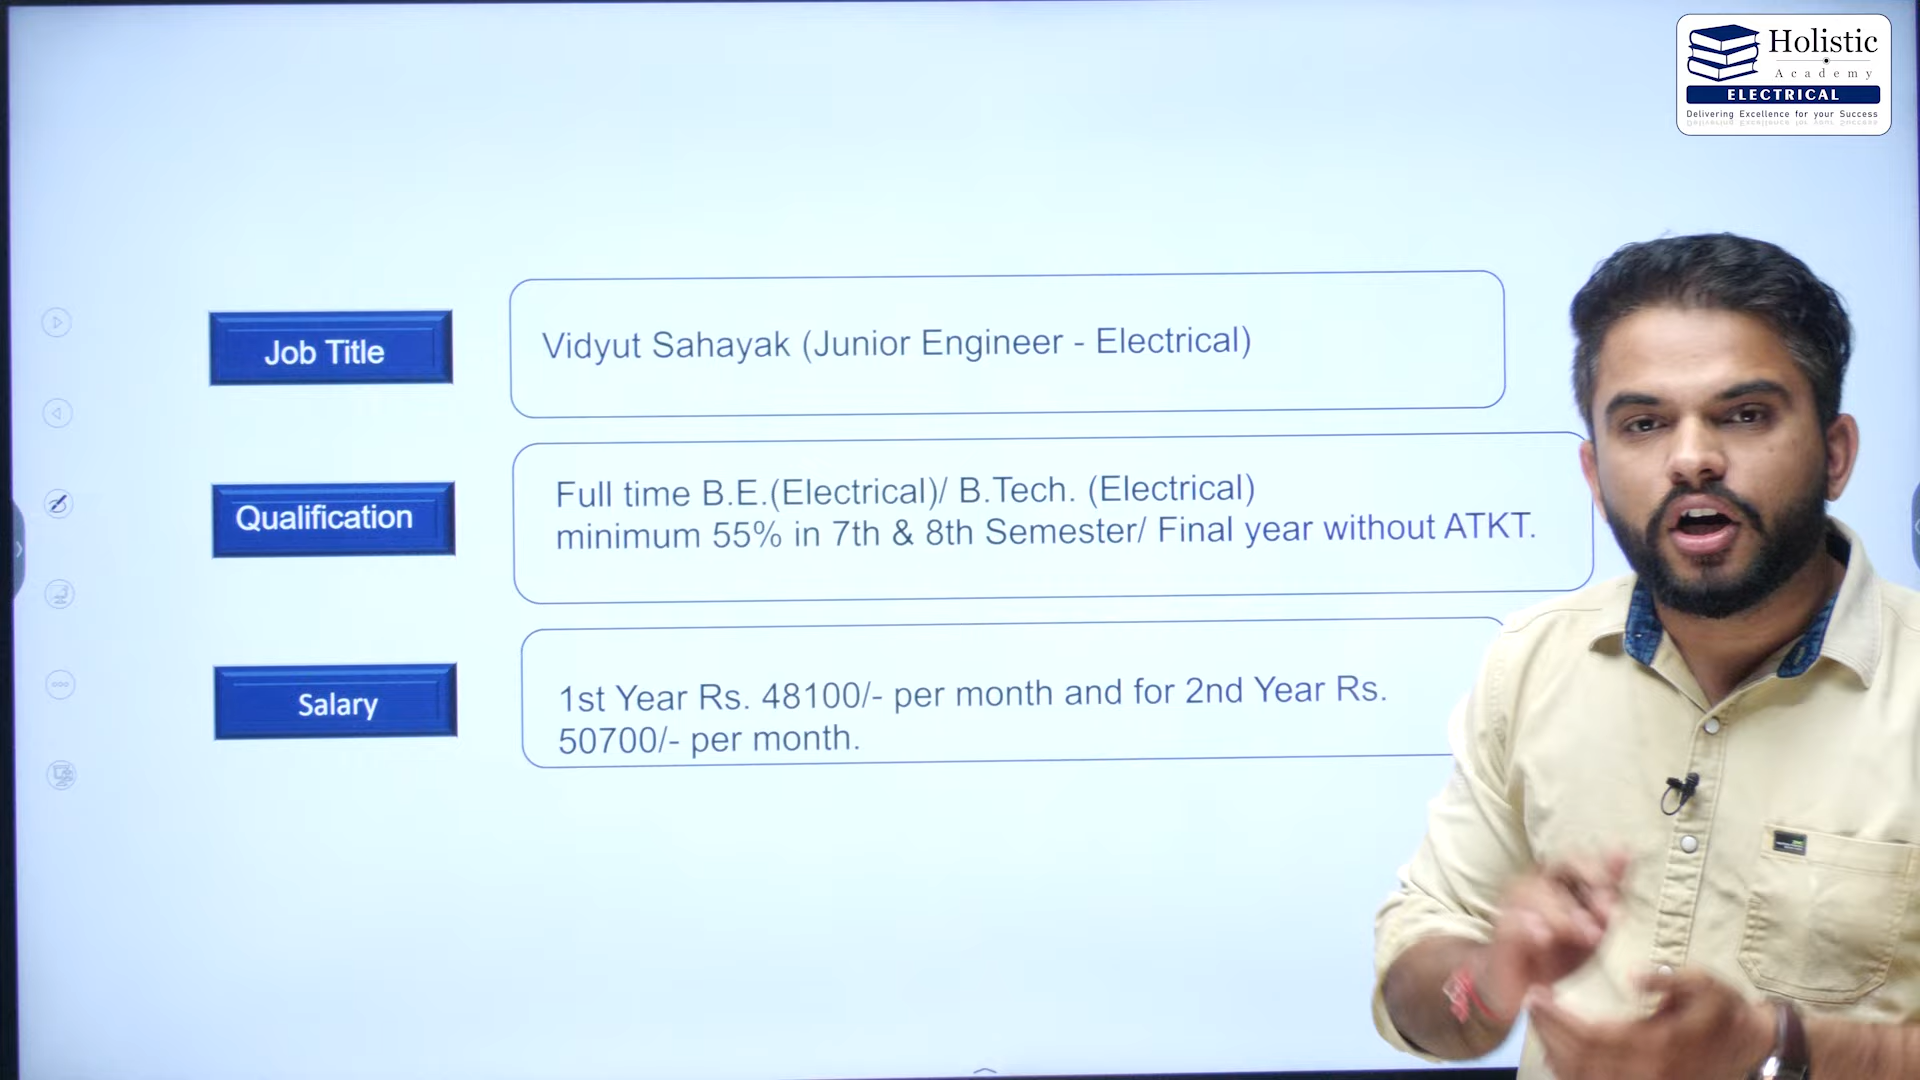 Holistic
Academy
ELECTRICAL
Delivering Excellence for your Success
Job Title
Vidyut Sahayak (Junior Engineer - Electrical)
Qualification
Full time B.E.(Electrical)/ B.Tech. (Electrical)
minimum 55% in 7th & 8th Semester/ Final year without ATKT.
Salary
1st Year Rs. 48100/- per month and for 2nd Year Rs.
50700/- per month.